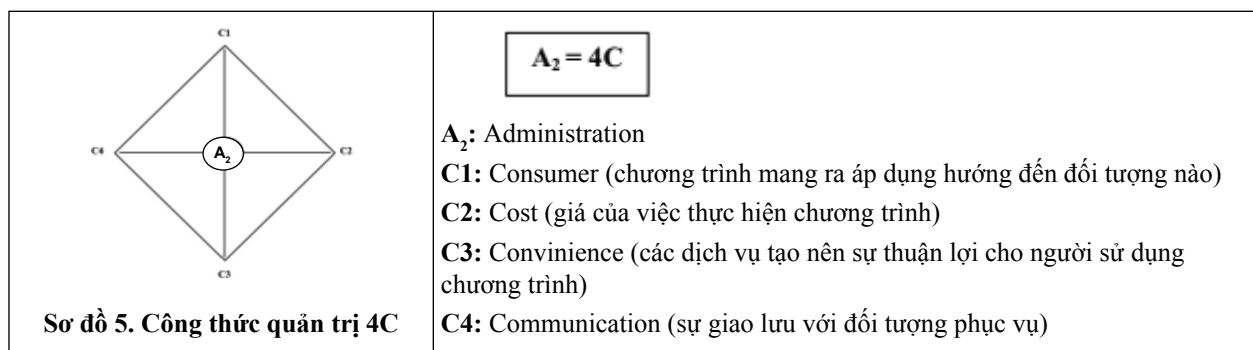 C1
C4
A₂
C2
C3
Sơ đồ 5. Công thức quản trị 4C
A₂ = 4C
A₂: Administration
C1: Consumer (chương trình mang ra áp dụng hướng đến đối tượng nào)
C2: Cost (giá của việc thực hiện chương trình)
C3: Convinience (các dịch vụ tạo nên sự thuận lợi cho người sử dụng
chương trình)
C4: Communication (sự giao lưu với đối tượng phục vụ)